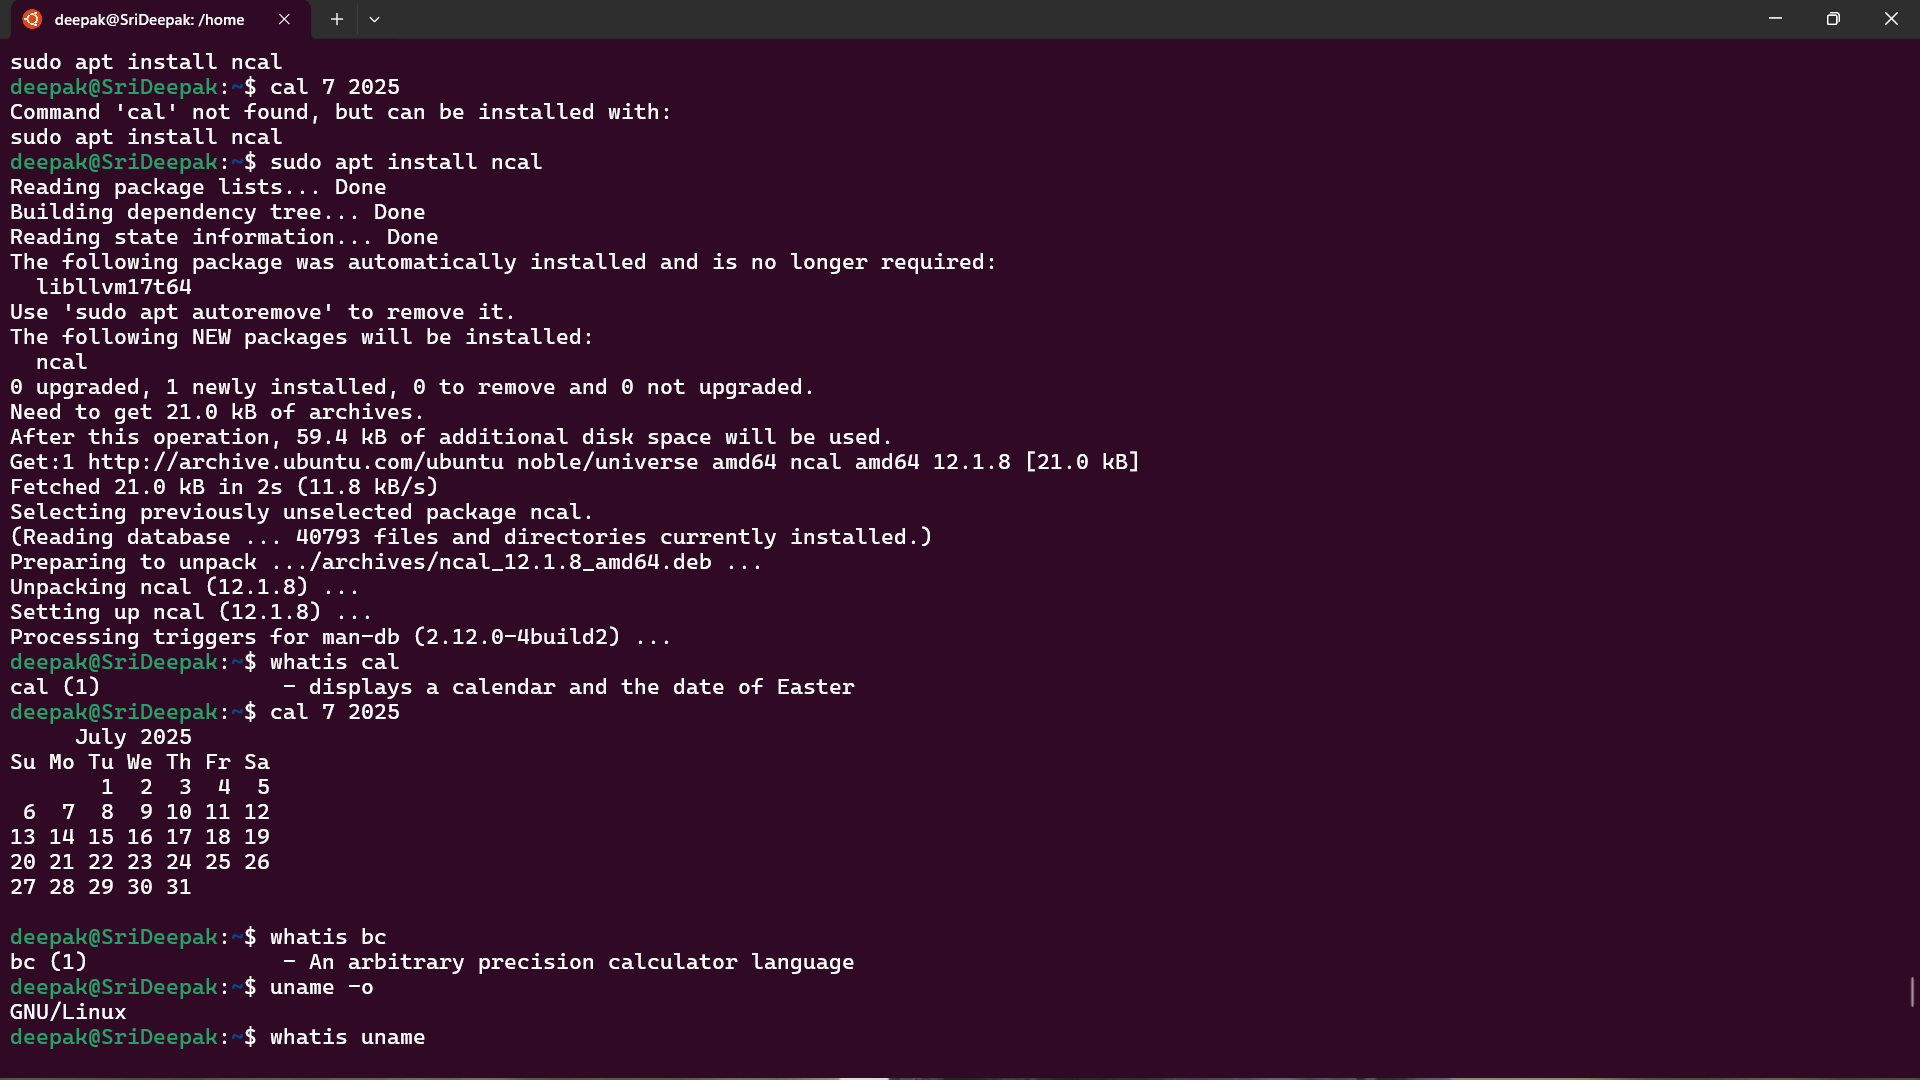 deepak@SriDeepak: /home
sudo apt install ncal
deepak@SriDeepak:~$ cal 7 2025
Command 'cal' not found, but can be installed with:
sudo apt install ncal
deepak@SriDeepak:~$ sudo apt install ncal
Reading package lists... Done
Building dependency tree... Done
Reading state information... Done
The following package was automatically installed and is no longer required:
  libllvm17t64
Use 'sudo apt autoremove' to remove it.
The following NEW packages will be installed:
  ncal
0 upgraded, 1 newly installed, 0 to remove and 0 not upgraded.
Need to get 21.0 kB of archives.
After this operation, 59.4 kB of additional disk space will be used.
Get:1 http://archive.ubuntu.com/ubuntu noble/universe amd64 ncal amd64 12.1.8 [21.0 kB]
Fetched 21.0 kB in 2s (11.8 kB/s)
Selecting previously unselected package ncal.
(Reading database ... 40793 files and directories currently installed.)
Preparing to unpack .../archives/ncal_12.1.8_amd64.deb ...
Unpacking ncal (12.1.8) ...
Setting up ncal (12.1.8) ...
Processing triggers for man-db (2.12.0-4build2) ...
deepak@SriDeepak:~$ whatis cal
cal (1)              - displays a calendar and the date of Easter
deepak@SriDeepak:~$ cal 7 2025
     July 2025
Su Mo Tu We Th Fr Sa
       1  2  3  4  5
 6  7  8  9 10 11 12
13 14 15 16 17 18 19
20 21 22 23 24 25 26
27 28 29 30 31
deepak@SriDeepak:~$ whatis bc
bc (1)               - An arbitrary precision calculator language
deepak@SriDeepak:~$ uname -o
GNU/Linux
deepak@SriDeepak:~$ whatis uname